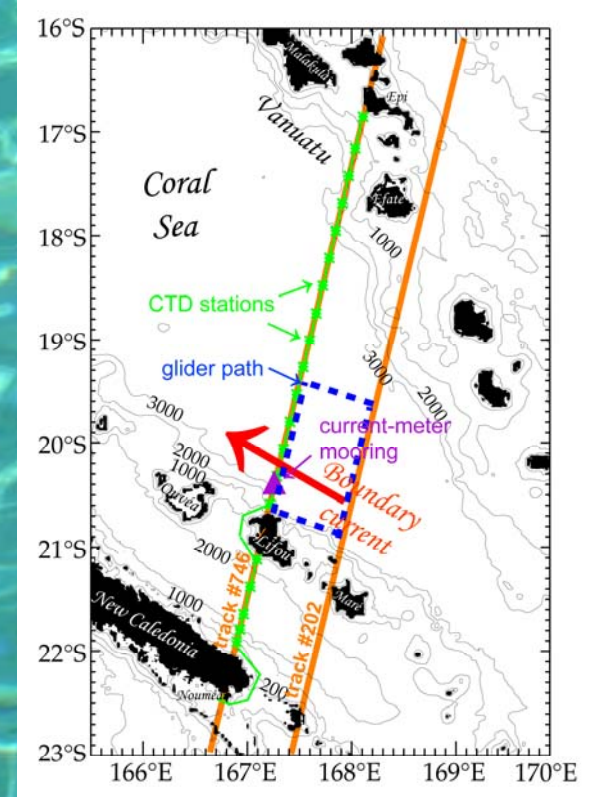 16°S
Malakula
Epi
17°S
Vanuatu
Coral
Sea
Efate
18°S
1000
CTD stations
19°S
glider path
3000
2000
3000
current-meter
mooring
20°S
2000
1000
Ouvéa
Boundary
current
21°S
Lifou
2000
track #746
1000
Maré
New Caledonia
track #202
22°S
200
Nouméa
23°S
166°E
167°E
168°E
169°E
170°E